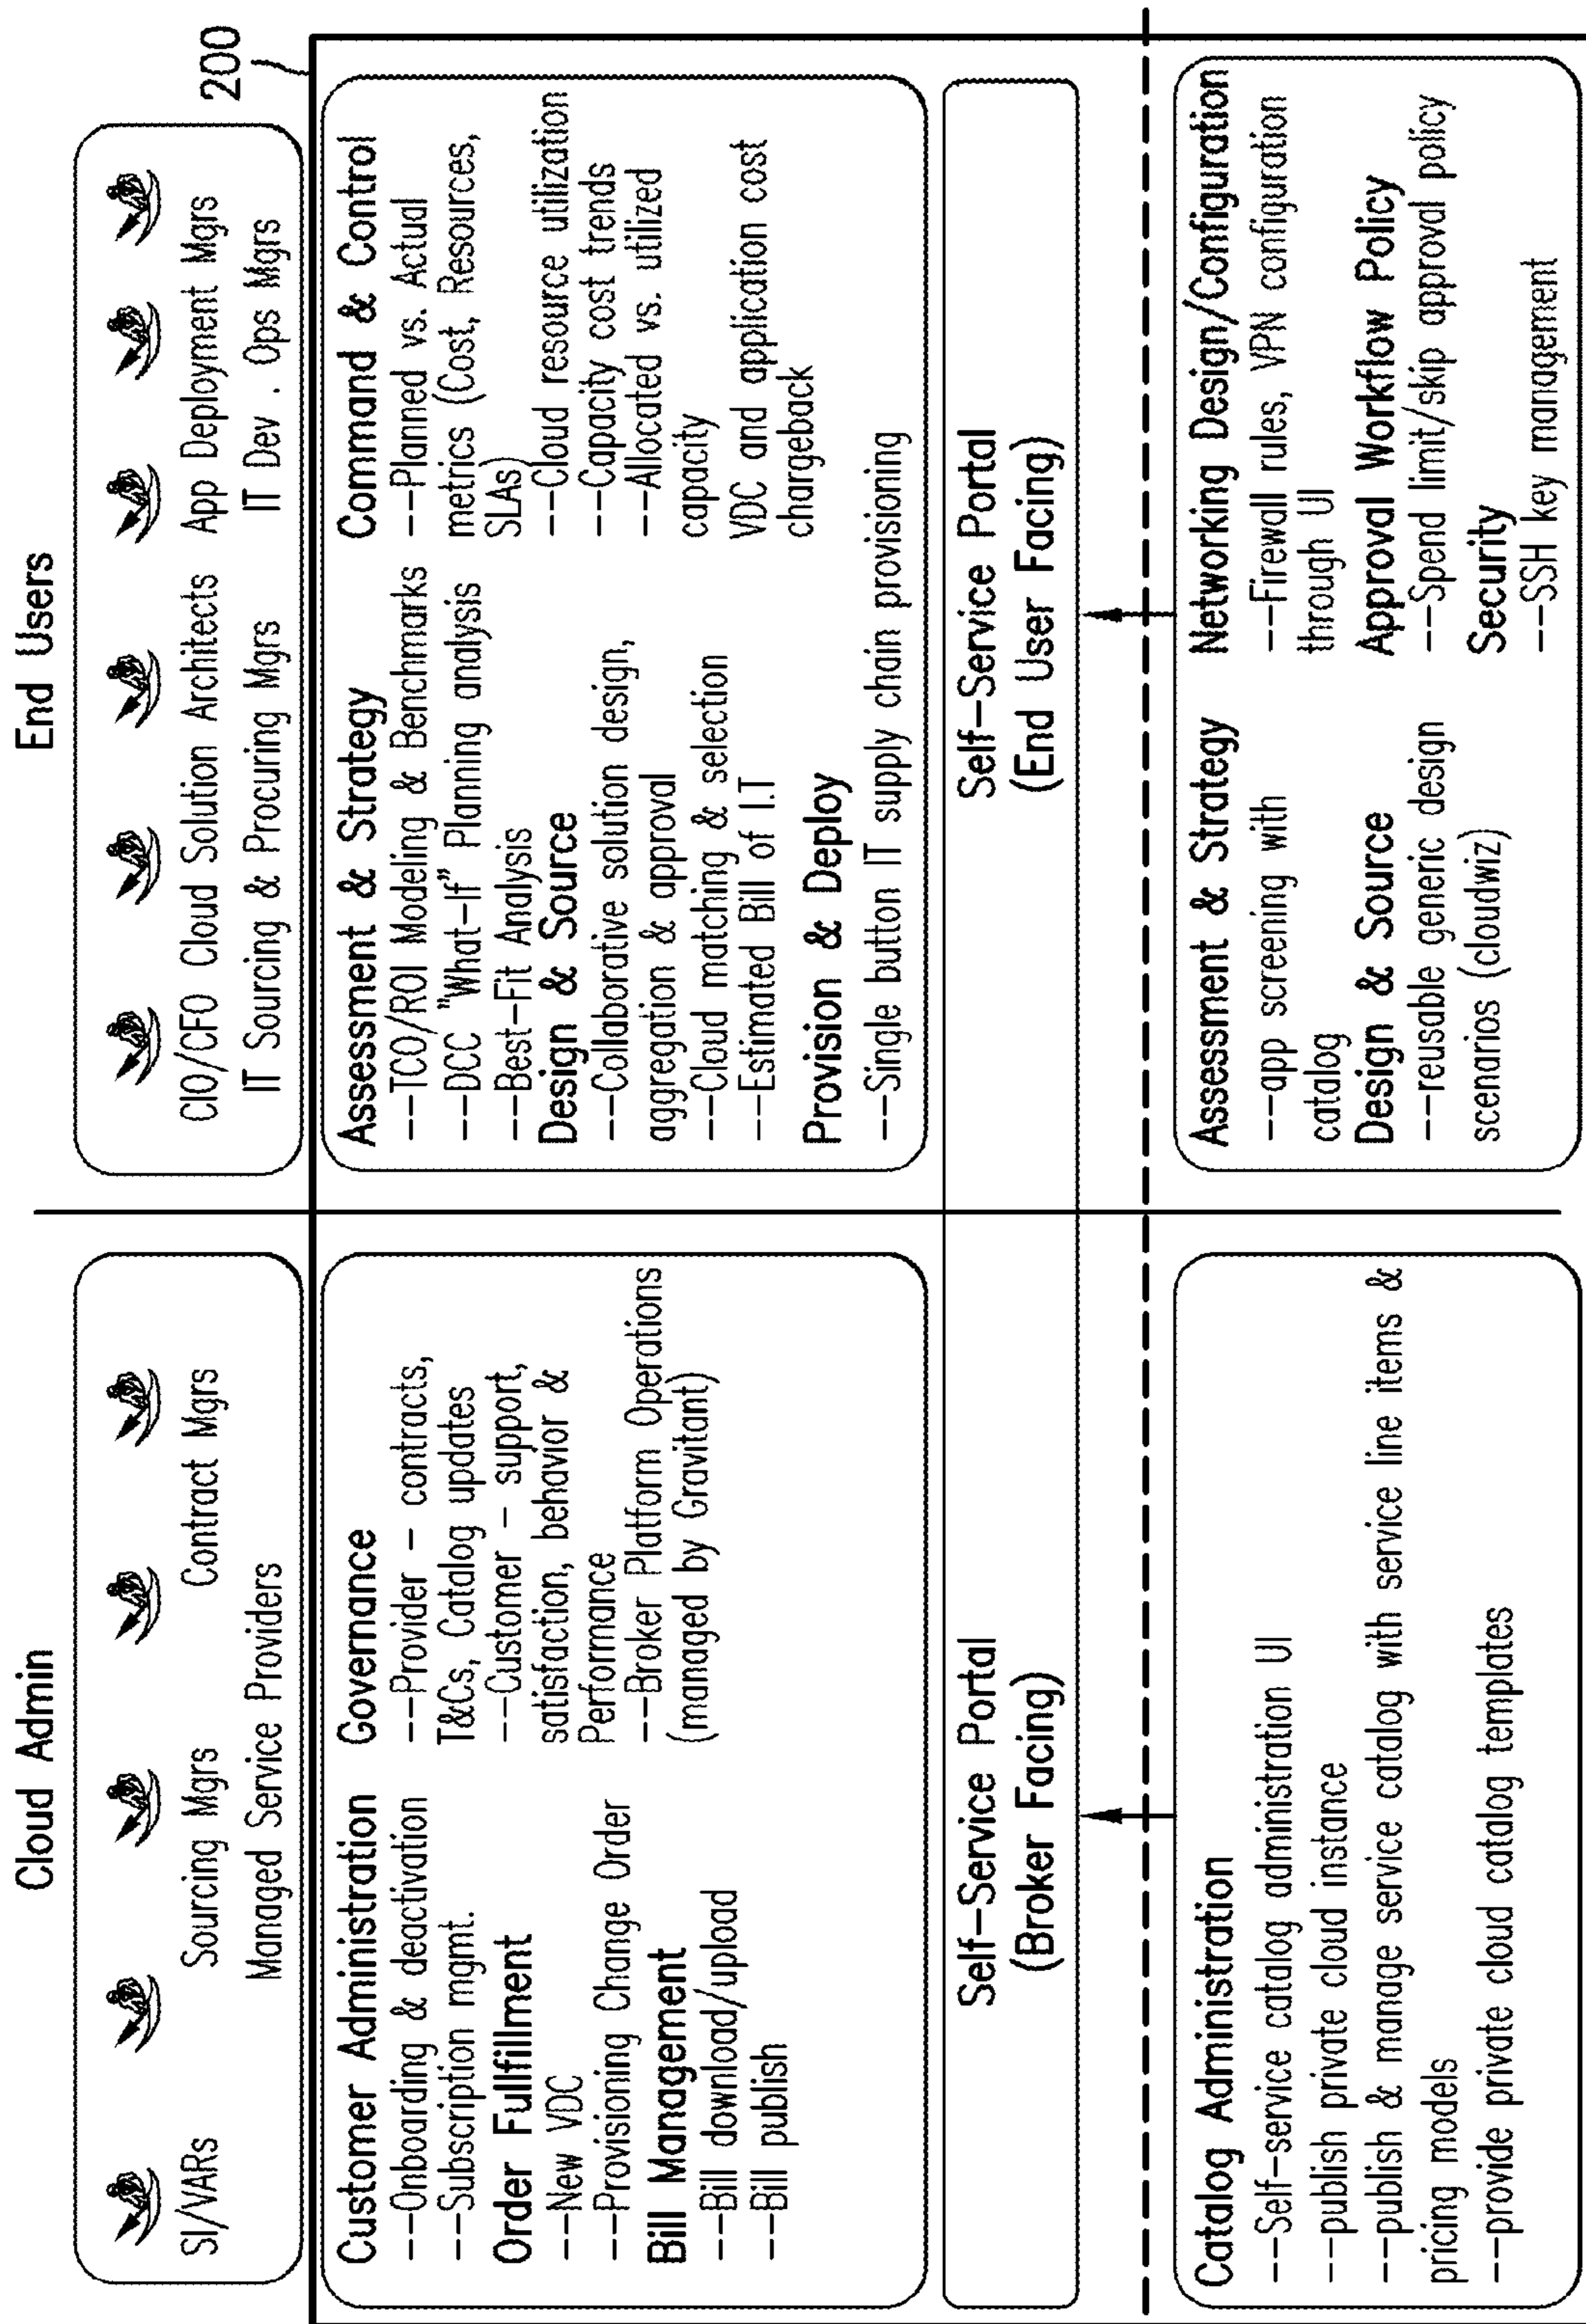 Cloud Admin
SI/VARs
Sourcing Mgrs
Contract Mgrs
Managed Service Providers
End Users
CIO/CFO Cloud Solution Architects
App Deployment Mgrs
IT Sourcing & Procuring Mgrs
IT Dev . Ops Mgrs
200
Customer Administration
--Onboarding & deactivation
--Subscription mgmt.
Order Fullfillment
--New VDC
--Provisioning Change Order
Bill Management
--Bill download/upload
--Bill publish
Governance
--Provider - contracts,
T&Cs, Catalog updates
--Customer - support,
satisfaction, behavior &
Performance
--Broker Platform Operations
(managed by Gravitant)
Assessment & Strategy
--TCO/ROI Modeling & Benchmarks
--DCC "What-If" Planning analysis
--Best-Fit Analysis
Design & Source
--Collaborative solution design,
aggregation & approval
--Cloud matching & selection
--Estimated Bill of I.T
Provision & Deploy
--Single button IT supply chain provisioning
Command & Control
--Planned vs. Actual
metrics (Cost, Resources,
SLAs)
--Cloud resource utilization
--Capacity cost trends
--Allocated vs. utilized
capacity
VDC and application cost
chargeback
Self-Service Portal
(Broker Facing)
Self-Service Portal
(End User Facing)
Catalog Administration
--Self-service catalog administration UI
--publish private cloud instance
--publish & manage service catalog with service line items &
pricing models
--provide private cloud catalog templates
Assessment & Strategy
--app screening with
catalog
Design & Source
--reusable generic design
scenarios (cloudwiz)
Networking Design/Configuration
--Firewall rules, VPN configuration
through UI
Approval Workflow Policy
--Spend limit/skip approval policy
Security
--SSH key management